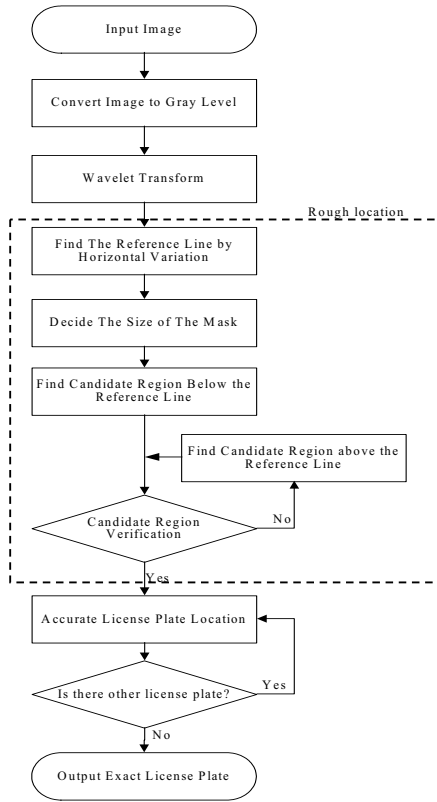 Input Image
Convert Image to Gray Level
Wavelet Transform
Rough location
Find The Reference Line by
Horizontal Variation
Decide The Size of The Mask
Find Candidate Region Below the
Reference Line
Find Candidate Region above the
Reference Line
Candidate Region
Verification
No
Yes
Accurate License Plate Location
Is there other license plate?
Yes
No
Output Exact License Plate